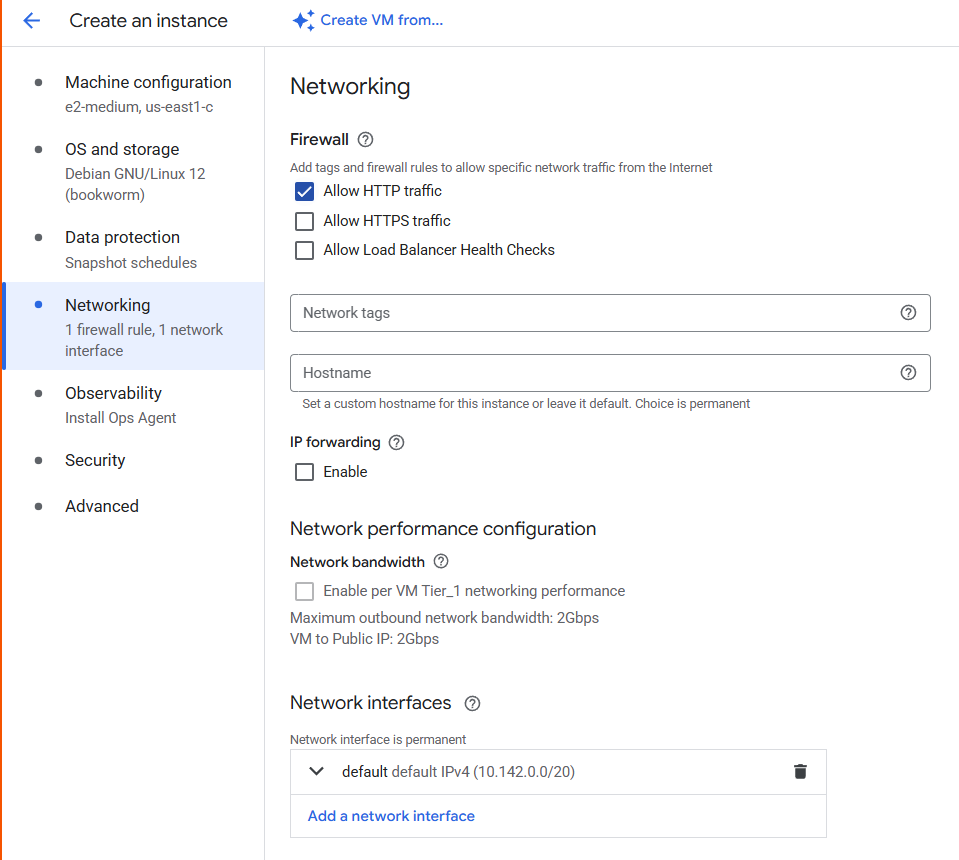 Create an instance
Create VM from...
Machine configuration
e2-medium, us-east1-c
OS and storage
Debian GNU/Linux 12
(bookworm)
Data protection
Snapshot schedules
Networking
1 firewall rule, 1 network
interface
Observability
Install Ops Agent
Security
Advanced
Networking
Firewall
Add tags and firewall rules to allow specific network traffic from the Internet
Allow HTTP traffic
Allow HTTPS traffic
Allow Load Balancer Health Checks
Network tags
Hostname
Set a custom hostname for this instance or leave it default. Choice is permanent
IP forwarding
Enable
Network performance configuration
Network bandwidth
Enable per VM Tier_1 networking performance
Maximum outbound network bandwidth: 2Gbps
VM to Public IP: 2Gbps
Network interfaces
Network interface is permanent
default default IPv4 (10.142.0.0/20)
Add a network interface